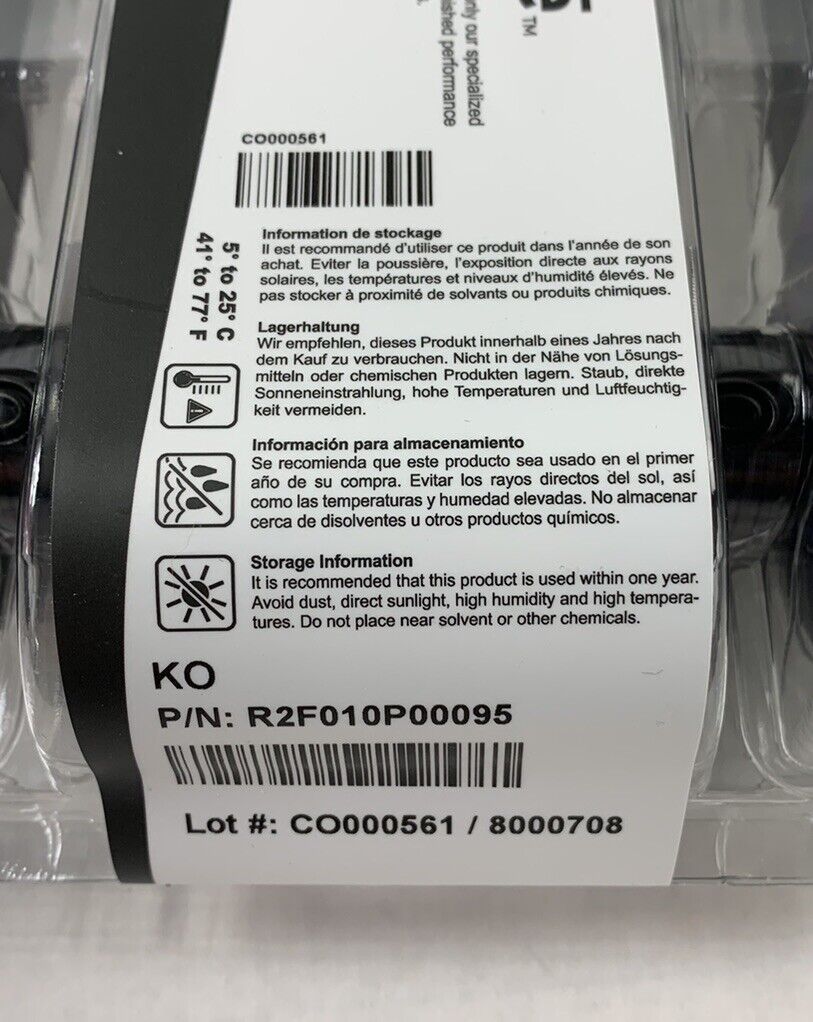 TM
only our specialized
performance
CO000561
5° to 25° C
41° to 77° F
Information de stockage
Il est recommandé d'utiliser ce produit dans l'année de son
achat. Eviter la poussière, l'exposition directe aux rayons
solaires, les températures et niveaux d'humidité élevés. Ne
pas stocker à proximité de solvants ou produits chimiques.
Lagerhaltung
Wir empfehlen, dieses Produkt innerhalb eines Jahres nach
dem Kauf zu verbrauchen. Nicht in der Nähe von Lösungs-
mitteln oder chemischen Produkten lagern. Staub, direkte
Sonneneinstrahlung, hohe Temperaturen und Luftfeuchtig-
keit vermeiden.
Información para almacenamiento
Se recomienda que este producto sea usado en el primer
año de su compra. Evitar los rayos directos del sol, así
como las temperaturas y humedad elevadas. No almacenar
cerca de disolventes u otros productos químicos.
Storage Information
It is recommended that this product is used within one year.
Avoid dust, direct sunlight, high humidity and high tempera-
tures. Do not place near solvent or other chemicals.
KO
P/N: R2F010P00095
Lot #: CO000561 / 8000708